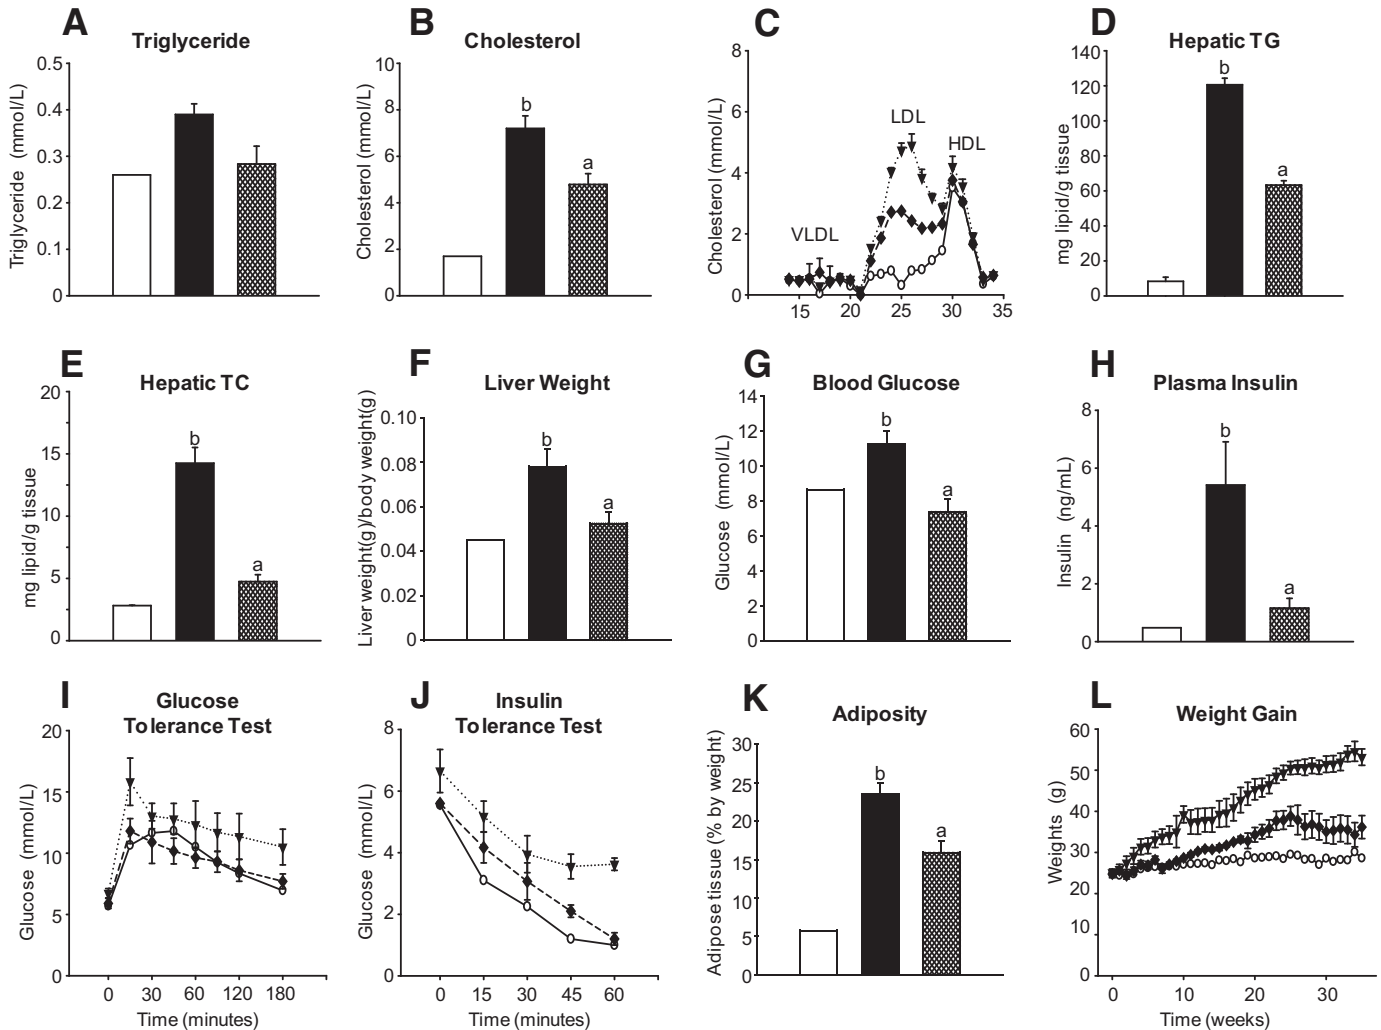 A
Triglyceride
Triglyceride (mmol/L)
0.5
0.4
0.3
0.2
0.1
0
B
Cholesterol
Cholesterol (mmol/L)
10
8
6
4
2
0
b
a
C
Cholesterol (mmol/L)
8
6
4
2
0
VLDL
LDL
HDL
15 20 25 30 35
D
Hepatic TG
mg lipid/g tissue
140
120
100
80
60
40
20
0
b
a
E
Hepatic TC
mg lipid/g tissue
20
15
10
5
0
b
a
F
Liver Weight
Liver weight(g)/body weight(g)
0.10
0.08
0.06
0.04
0.02
0
b
a
G
Blood Glucose
Glucose (mmol/L)
14
12
10
8
6
4
2
0
b
a
H
Plasma Insulin
Insulin (ng/mL)
8
6
4
2
0
b
a
I
Glucose
Tolerance Test
Glucose (mmol/L)
20
15
10
5
0
0 30 60 120 180
Time (minutes)
J
Insulin
Tolerance Test
Glucose (mmol/L)
8
6
4
2
0
0 15 30 45 60
Time (minutes)
K
Adiposity
Adipose tissue (% by weight)
30
25
20
15
10
5
0
b
a
L
Weight Gain
Weights (g)
60
50
40
30
20
10
0
0 10 20 30
Time (weeks)